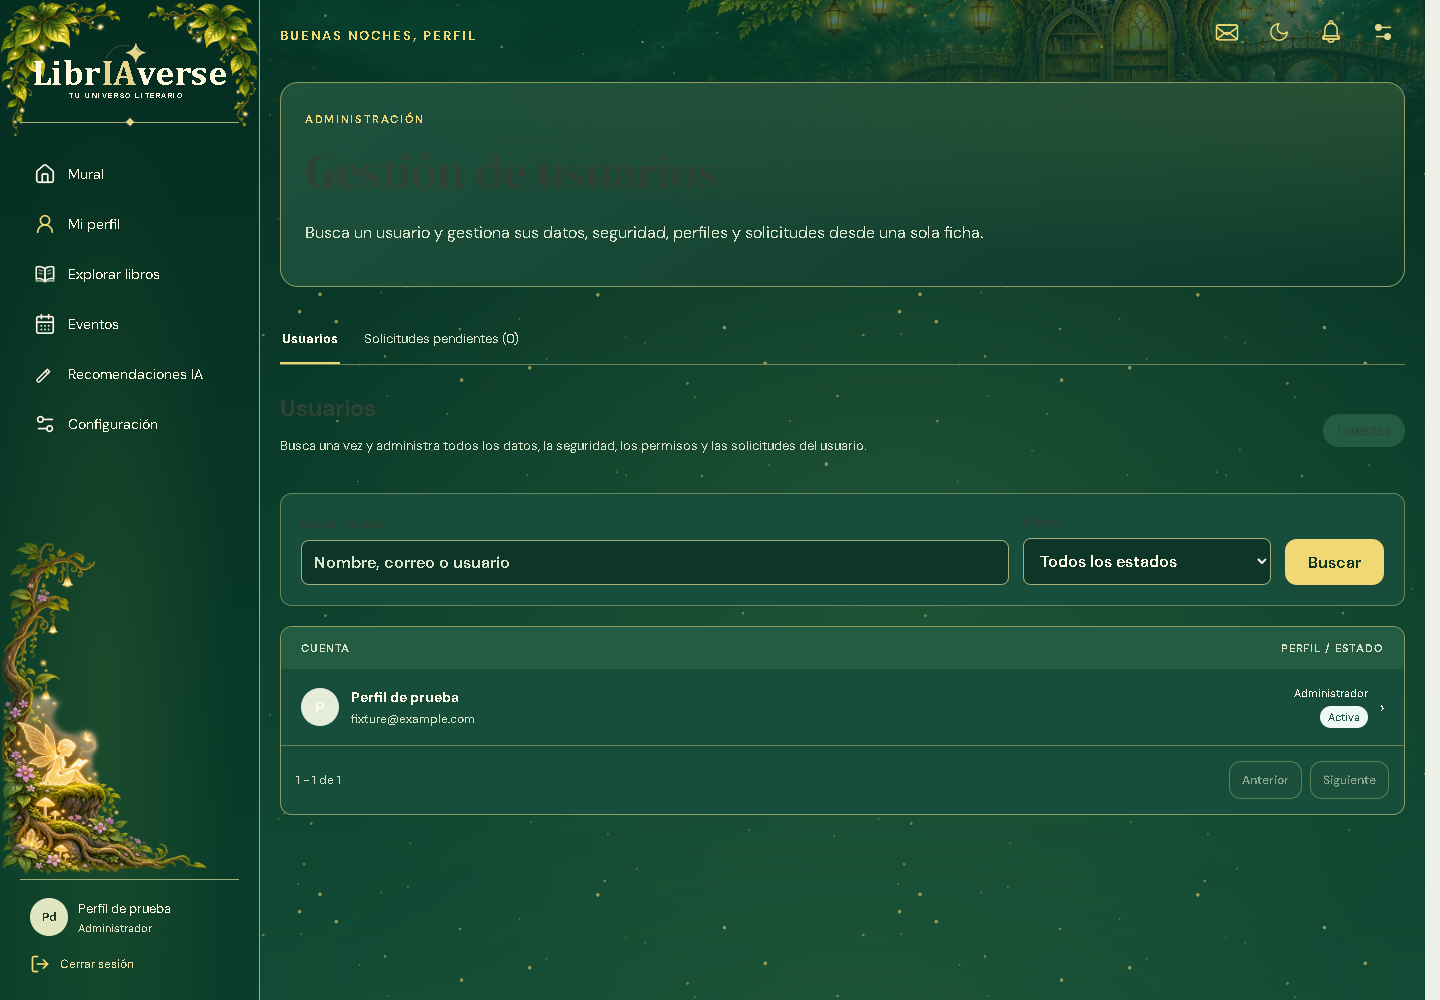 LibrIAverse
TU UNIVERSO LITERARIO
Mural
Mi perfil
Explorar libros
Eventos
Recomendaciones IA
Configuración
Pd
Perfil de prueba
Administrador
Cerrar sesión
BUENAS NOCHES, PERFIL
ADMINISTRACIÓN
Gestión de usuarios
Busca un usuario y gestiona sus datos, seguridad, perfiles y solicitudes desde una sola ficha.
Usuarios
Solicitudes pendientes (0)
Usuarios
Busca una vez y administra todos los datos, la seguridad, los permisos y las solicitudes del usuario.
1 cuentas
Nombre, correo o usuario
Todos los estados
Buscar
CUENTA
PERFIL / ESTADO
P
Perfil de prueba
fixture@example.com
Administrador
Activa
1–1 de 1
Anterior
Siguiente